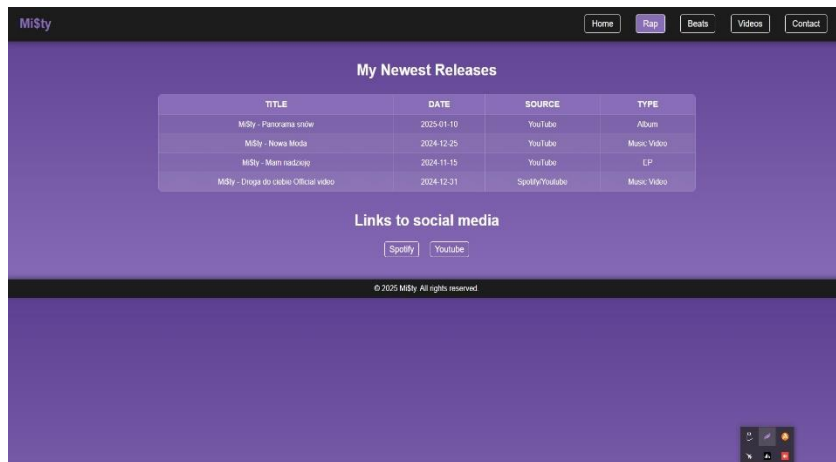 Mi$ty Home Rap Beats Videos Contact
My Newest Releases
TITLE DATE SOURCE TYPE
Mi$ty - Panorama snów 2025-01-10 YouTube Album
Mi$ty - Nowa Moda 2024-12-25 YouTube Music Video
Mi$ty - Mam nadzieję 2024-11-15 YouTube EP
Mi$ty - Droga do ciebie Official video 2024-12-31 Spotify/Youtube Music Video
Links to social media
Spotify Youtube
© 2025 Mi$ty. All rights reserved.